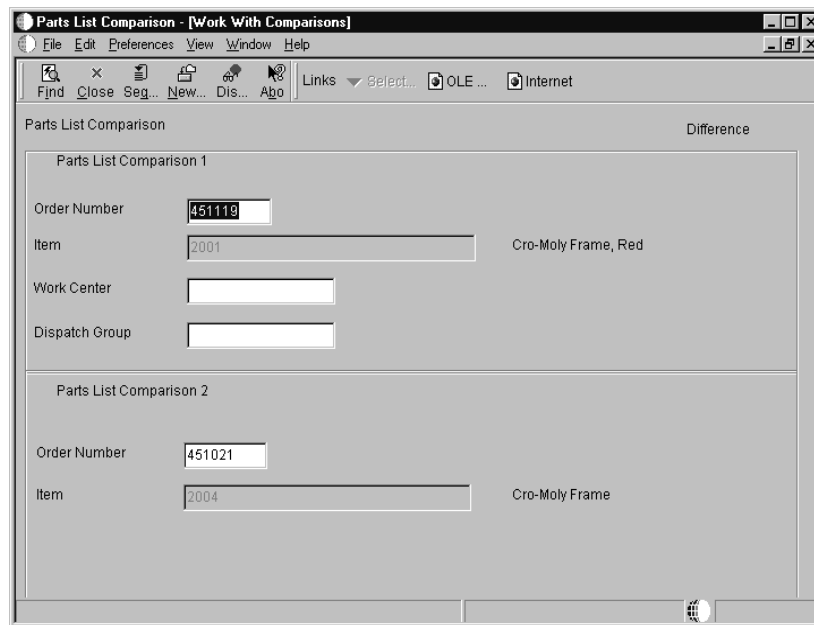 Parts List Comparison - [Work With Comparisons]
File Edit Preferences View Window Help
Find Close Seq... New... Dis... Abo Links Select... OLE ... Internet
Parts List Comparison
Difference
Parts List Comparison 1
Order Number 451119
Item 2001 Cro-Moly Frame, Red
Work Center
Dispatch Group
Parts List Comparison 2
Order Number 451021
Item 2004 Cro-Moly Frame